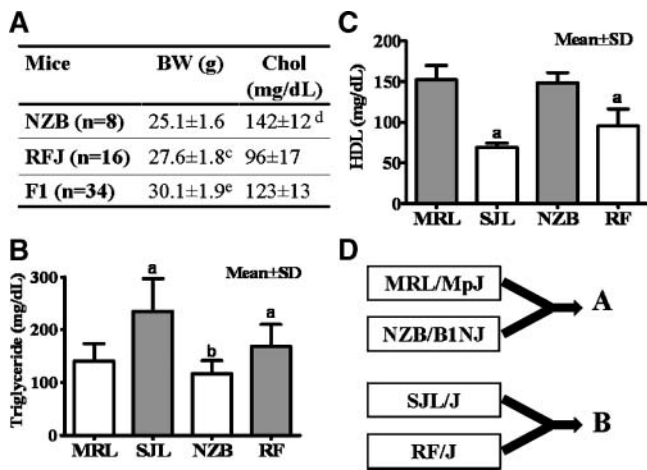 A
Mice BW (g) Chol
(mg/dL)
NZB (n=8) 25.1±1.6 142±12 d
RFJ (n=16) 27.6±1.8c 96±17
F1 (n=34) 30.1±1.9e 123±13
B
Mean±SD
Triglyceride (mg/dL)
300
200
100
0
a
b
a
MRL SJL NZB RF
C
Mean±SD
HDL (mg/dL)
200
150
100
50
0
a
a
MRL SJL NZB RF
D
MRL/MpJ
NZB/B1NJ
A
SJL/J
RF/J
B